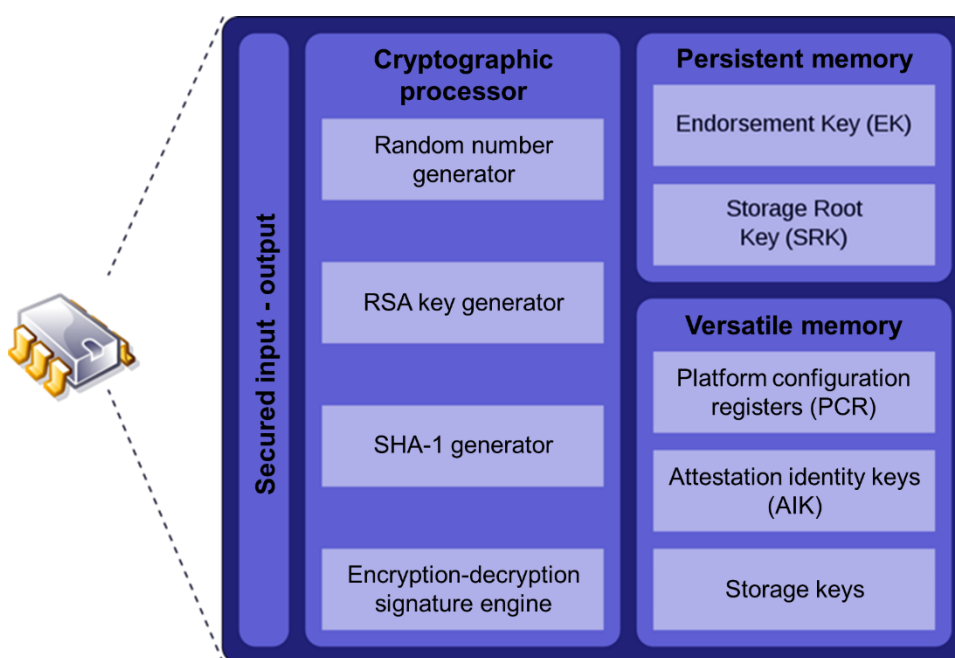 Secured input - output
Cryptographic
processor
Random number
generator
RSA key generator
SHA-1 generator
Encryption-decryption
signature engine
Persistent memory
Endorsement Key (EK)
Storage Root
Key (SRK)
Versatile memory
Platform configuration
registers (PCR)
Attestation identity keys
(AIK)
Storage keys